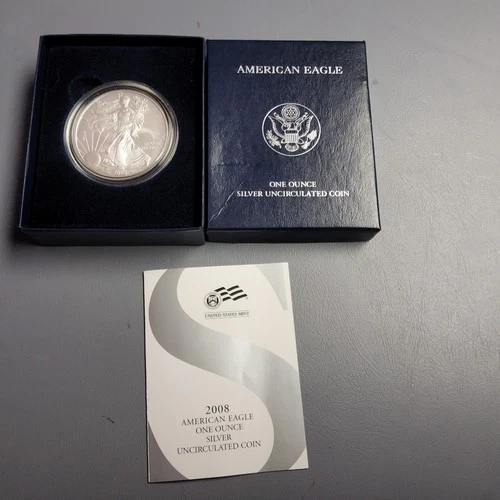 AMERICAN EAGLE
ONE OUNCE
SILVER UNCIRCULATED COIN
UNITED STATES MINT
2008
AMERICAN EAGLE
ONE OUNCE
SILVER
UNCIRCULATED COIN